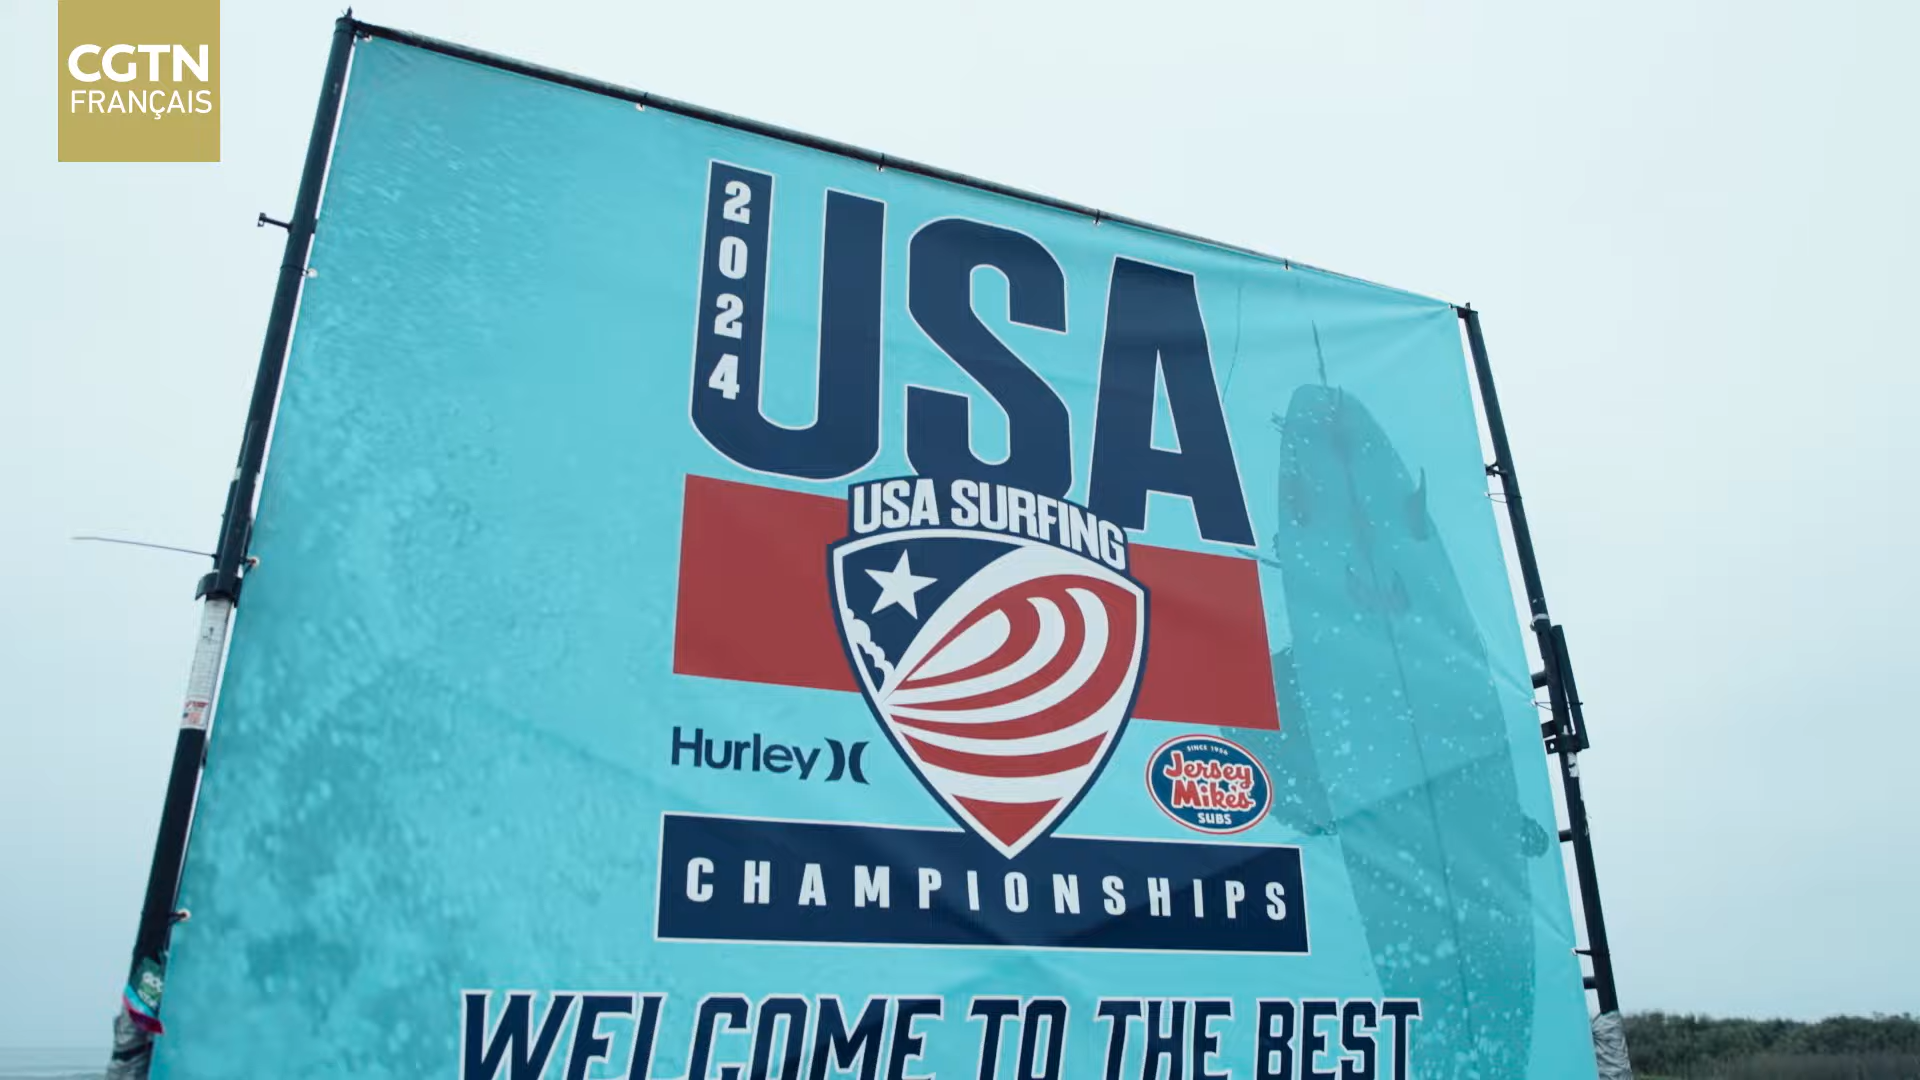 CGTN
FRANÇAIS
2024
USA
USA SURFING
Hurley
SINCE 1956
Jersey
Mike's
SUBS
CHAMPIONSHIPS
WELCOME TO THE BEST